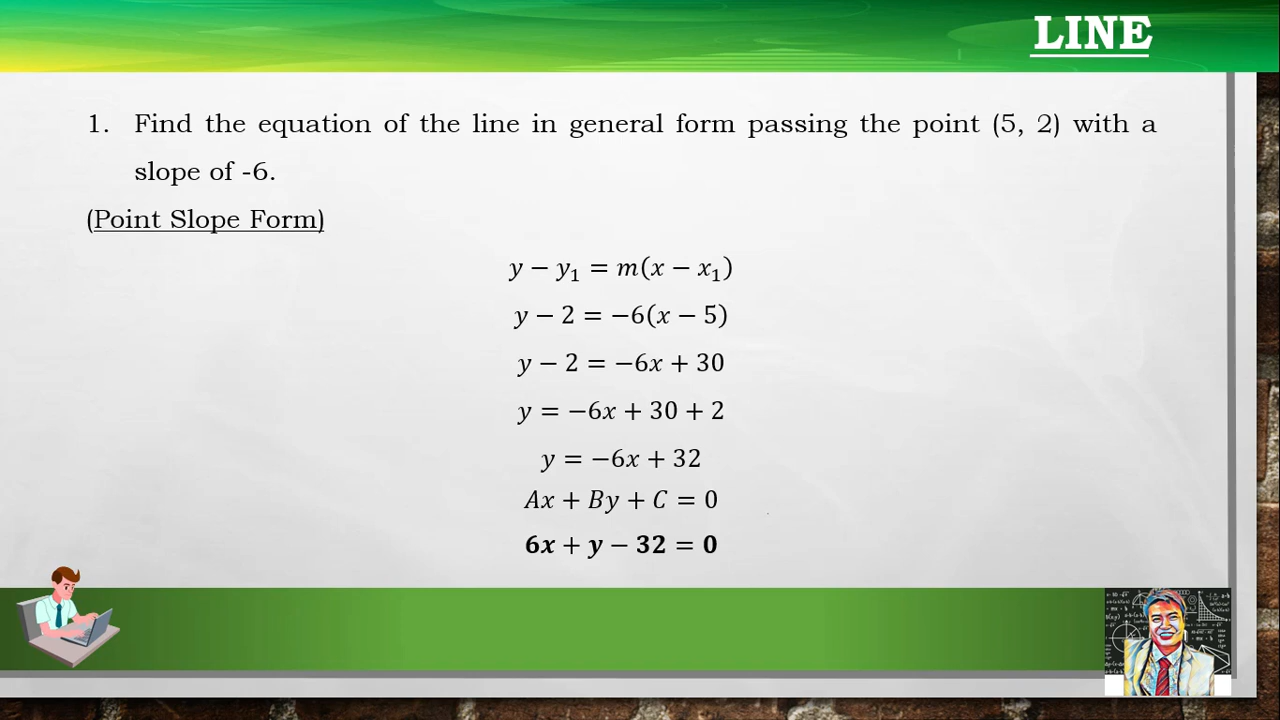 LINE
1. Find the equation of the line in general form passing the point (5, 2) with a
slope of -6.
(Point Slope Form)
y − y₁ = m(x − x₁)
y − 2 = −6(x − 5)
y − 2 = −6x + 30
y = −6x + 30 + 2
y = −6x + 32
Ax + By + C = 0
6x + y − 32 = 0